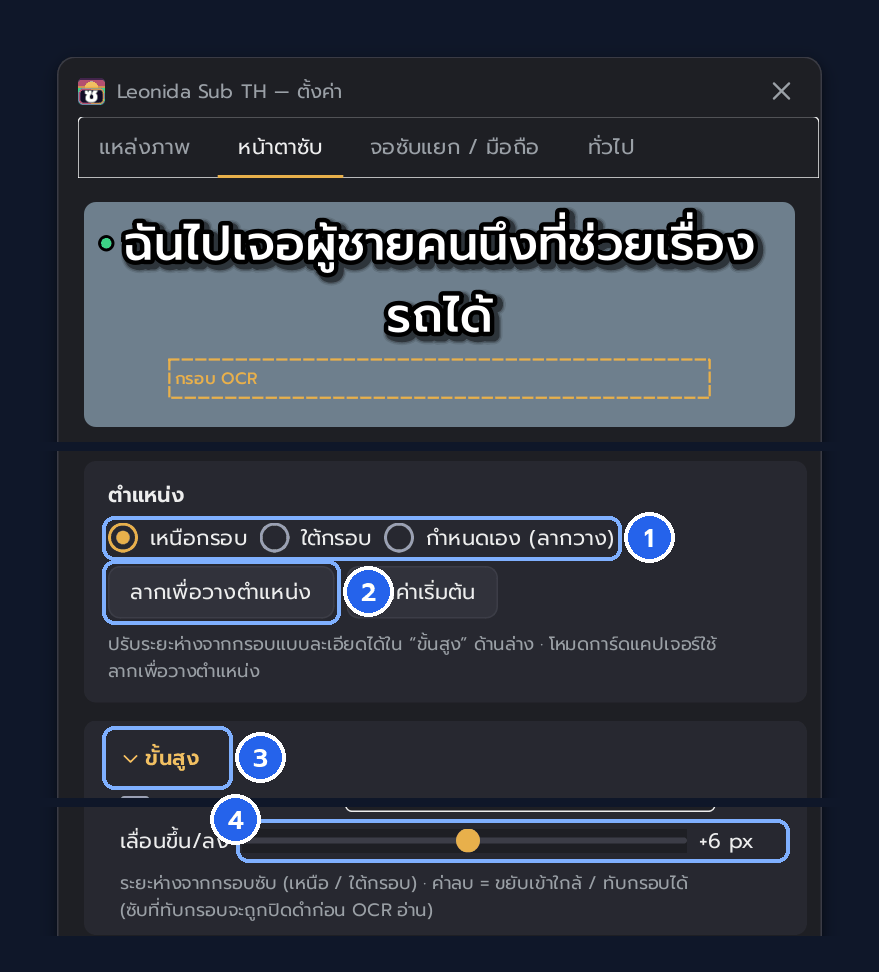 ซ Leonida Sub TH — ตั้งค่า
แหล่งภาพ หน้าตาซับ จอซับแยก / มือถือ ทั่วไป
ฉันไปเจอผู้ชายคนนึงที่ช่วยเรื่อง
รถได้
กรอบ OCR
ตำแหน่ง
เหนือกรอบ ใต้กรอบ กำหนดเอง (ลากวาง) 1
ลากเพื่อวางตำแหน่ง 2 ค่าเริ่มต้น
ปรับระยะห่างจากกรอบแบบละเอียดได้ใน “ขั้นสูง” ด้านล่าง · โหมดการ์ดแคปเจอร์ใช้
ลากเพื่อวางตำแหน่ง
ขั้นสูง 3
4
เลื่อนขึ้น/ลง +6 px
ระยะห่างจากกรอบซับ (เหนือ / ใต้กรอบ) · ค่าลบ = ขยับเข้าใกล้ / ทับกรอบได้
(ซับที่ทับกรอบจะถูกปิดดำก่อน OCR อ่าน)